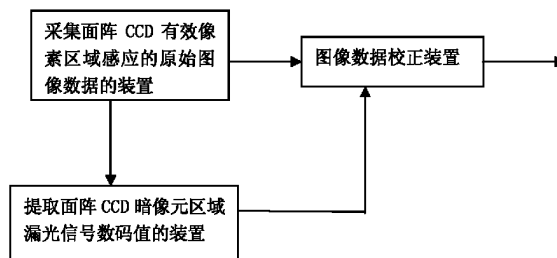 采集面阵 CCD 有效像
素区域感应的原始图
像数据的装置
图像数据校正装置
提取面阵 CCD 暗像元区域
漏光信号数码值的装置